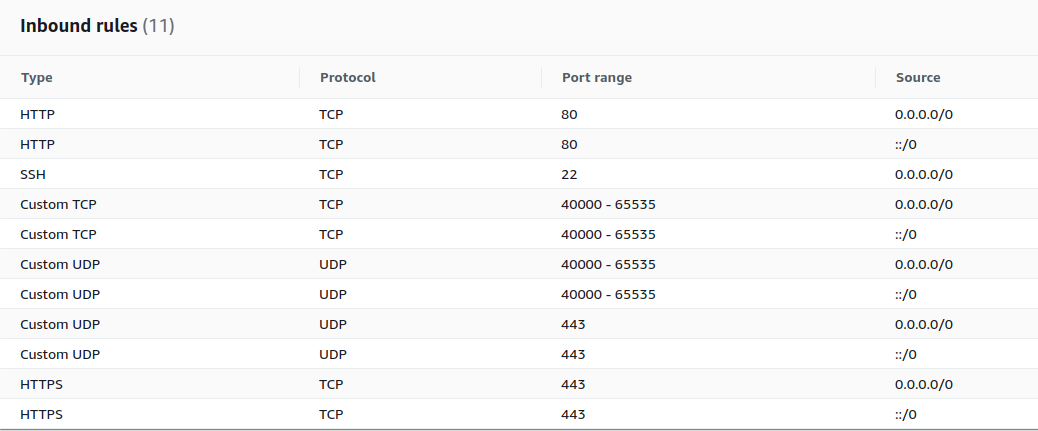 Inbound rules (11)
Type Protocol Port range Source
HTTP TCP 80 0.0.0.0/0
HTTP TCP 80 ::/0
SSH TCP 22 0.0.0.0/0
Custom TCP TCP 40000 - 65535 0.0.0.0/0
Custom TCP TCP 40000 - 65535 ::/0
Custom UDP UDP 40000 - 65535 0.0.0.0/0
Custom UDP UDP 40000 - 65535 ::/0
Custom UDP UDP 443 0.0.0.0/0
Custom UDP UDP 443 ::/0
HTTPS TCP 443 0.0.0.0/0
HTTPS TCP 443 ::/0